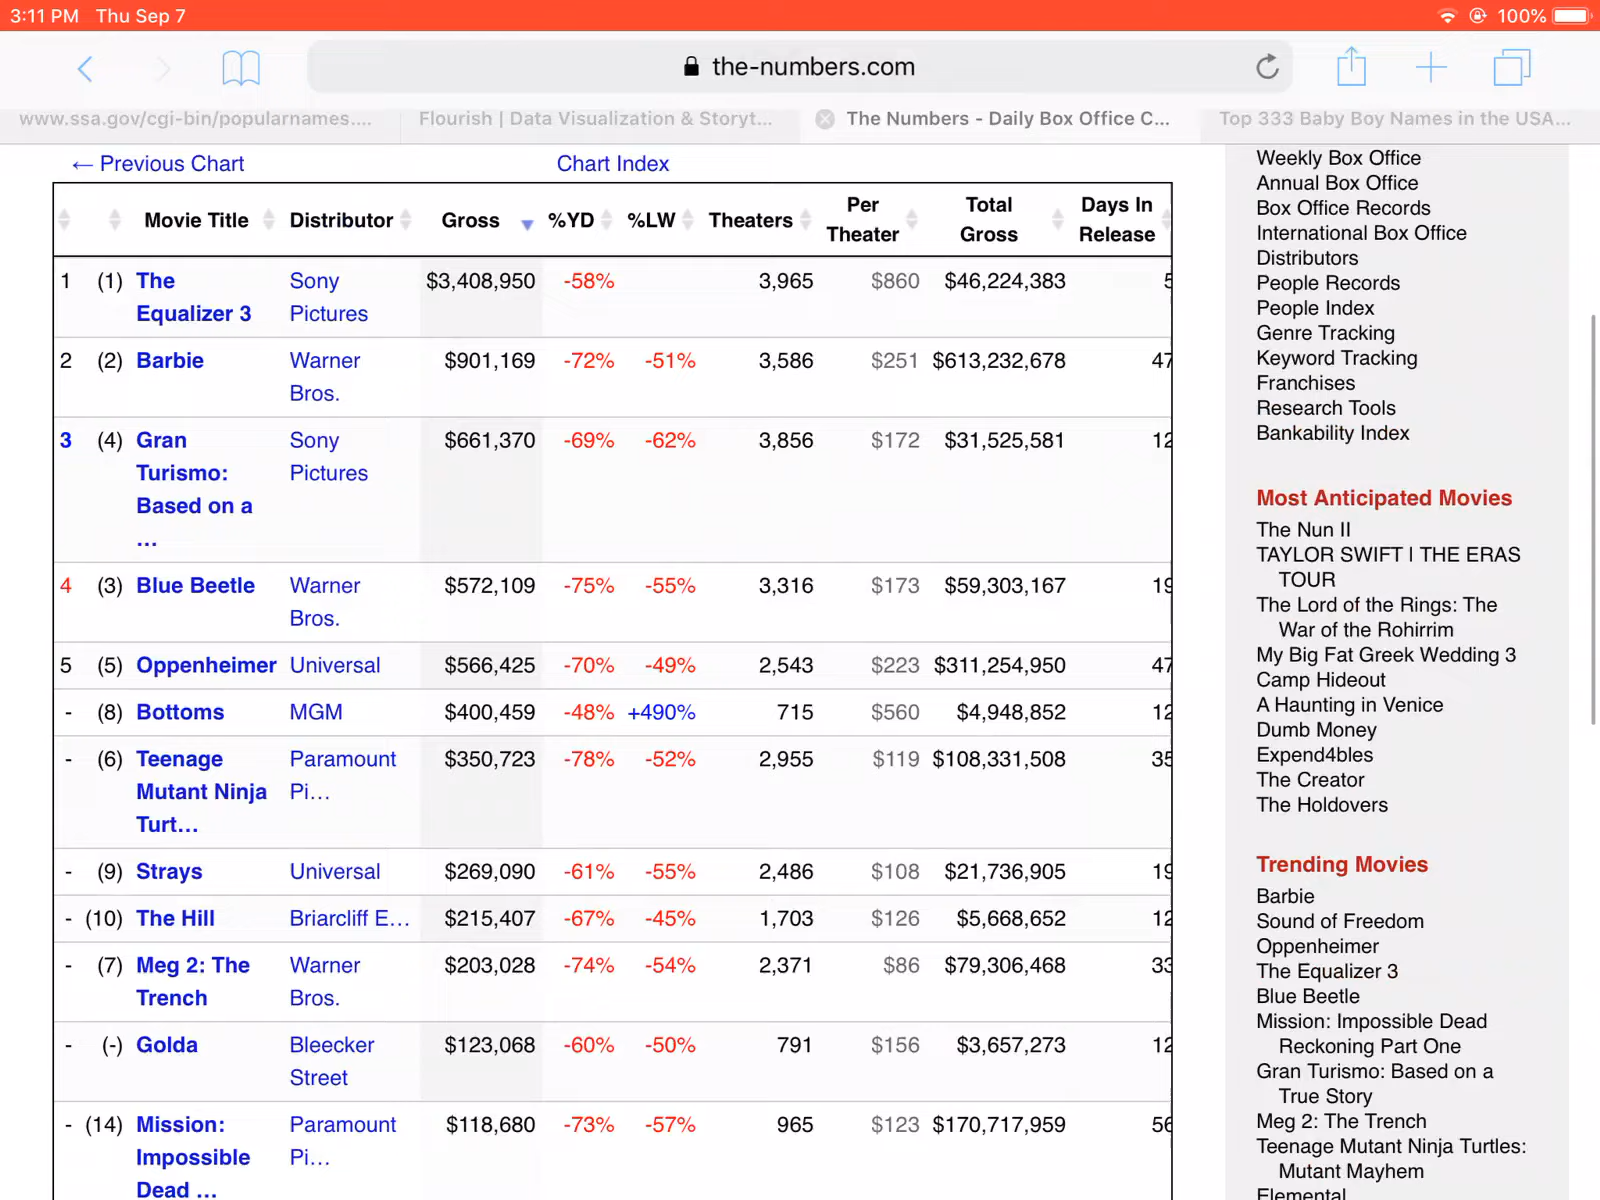 3:11 PM Thu Sep 7 100%
the-numbers.com
www.ssa.gov/cgi-bin/popularnames.... Flourish | Data Visualization & Storyt... The Numbers - Daily Box Office C... Top 333 Baby Boy Names in the USA...
← Previous Chart Chart Index
Movie Title Distributor Gross %YD %LW Theaters Per Theater Total Gross Days In Release
1 (1) The Equalizer 3 Sony Pictures $3,408,950 -58% 3,965 $860 $46,224,383 5
2 (2) Barbie Warner Bros. $901,169 -72% -51% 3,586 $251 $613,232,678 47
3 (4) Gran Turismo: Based on a ... Sony Pictures $661,370 -69% -62% 3,856 $172 $31,525,581 12
4 (3) Blue Beetle Warner Bros. $572,109 -75% -55% 3,316 $173 $59,303,167 19
5 (5) Oppenheimer Universal $566,425 -70% -49% 2,543 $223 $311,254,950 47
- (8) Bottoms MGM $400,459 -48% +490% 715 $560 $4,948,852 12
- (6) Teenage Mutant Ninja Turt... Paramount Pi... $350,723 -78% -52% 2,955 $119 $108,331,508 35
- (9) Strays Universal $269,090 -61% -55% 2,486 $108 $21,736,905 19
- (10) The Hill Briarcliff E... $215,407 -67% -45% 1,703 $126 $5,668,652 12
- (7) Meg 2: The Trench Warner Bros. $203,028 -74% -54% 2,371 $86 $79,306,468 33
- (-) Golda Bleecker Street $123,068 -60% -50% 791 $156 $3,657,273 12
- (14) Mission: Impossible Dead ... Paramount Pi... $118,680 -73% -57% 965 $123 $170,717,959 56
Weekly Box Office
Annual Box Office
Box Office Records
International Box Office
Distributors
People Records
People Index
Genre Tracking
Keyword Tracking
Franchises
Research Tools
Bankability Index
Most Anticipated Movies
The Nun II
TAYLOR SWIFT | THE ERAS
TOUR
The Lord of the Rings: The
War of the Rohirrim
My Big Fat Greek Wedding 3
Camp Hideout
A Haunting in Venice
Dumb Money
Expend4bles
The Creator
The Holdovers
Trending Movies
Barbie
Sound of Freedom
Oppenheimer
The Equalizer 3
Blue Beetle
Mission: Impossible Dead
Reckoning Part One
Gran Turismo: Based on a
True Story
Meg 2: The Trench
Teenage Mutant Ninja Turtles:
Mutant Mayhem
Elemental